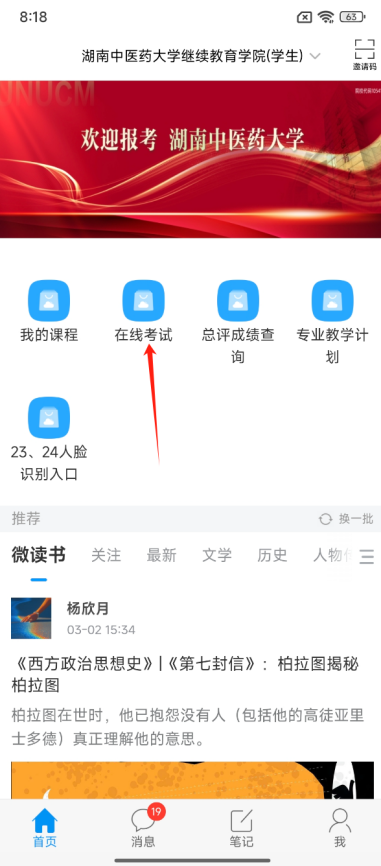 8:18
63
湖南中医药大学继续教育学院(学生)
邀请码
UNUCM
欢迎报考 湖南中医药大学
我的课程
在线考试
总评成绩查
询
专业教学计
划
23、24人脸
识别入口
推荐
换一批
微读书
关注
最新
文学
历史
人物
杨欣月
03-02 15:34
《西方政治思想史》|《第七封信》：柏拉图揭秘
柏拉图
柏拉图在世时，他已抱怨没有人（包括他的高徒亚里
士多德）真正理解他的意思。
首页
19
消息
笔记
我